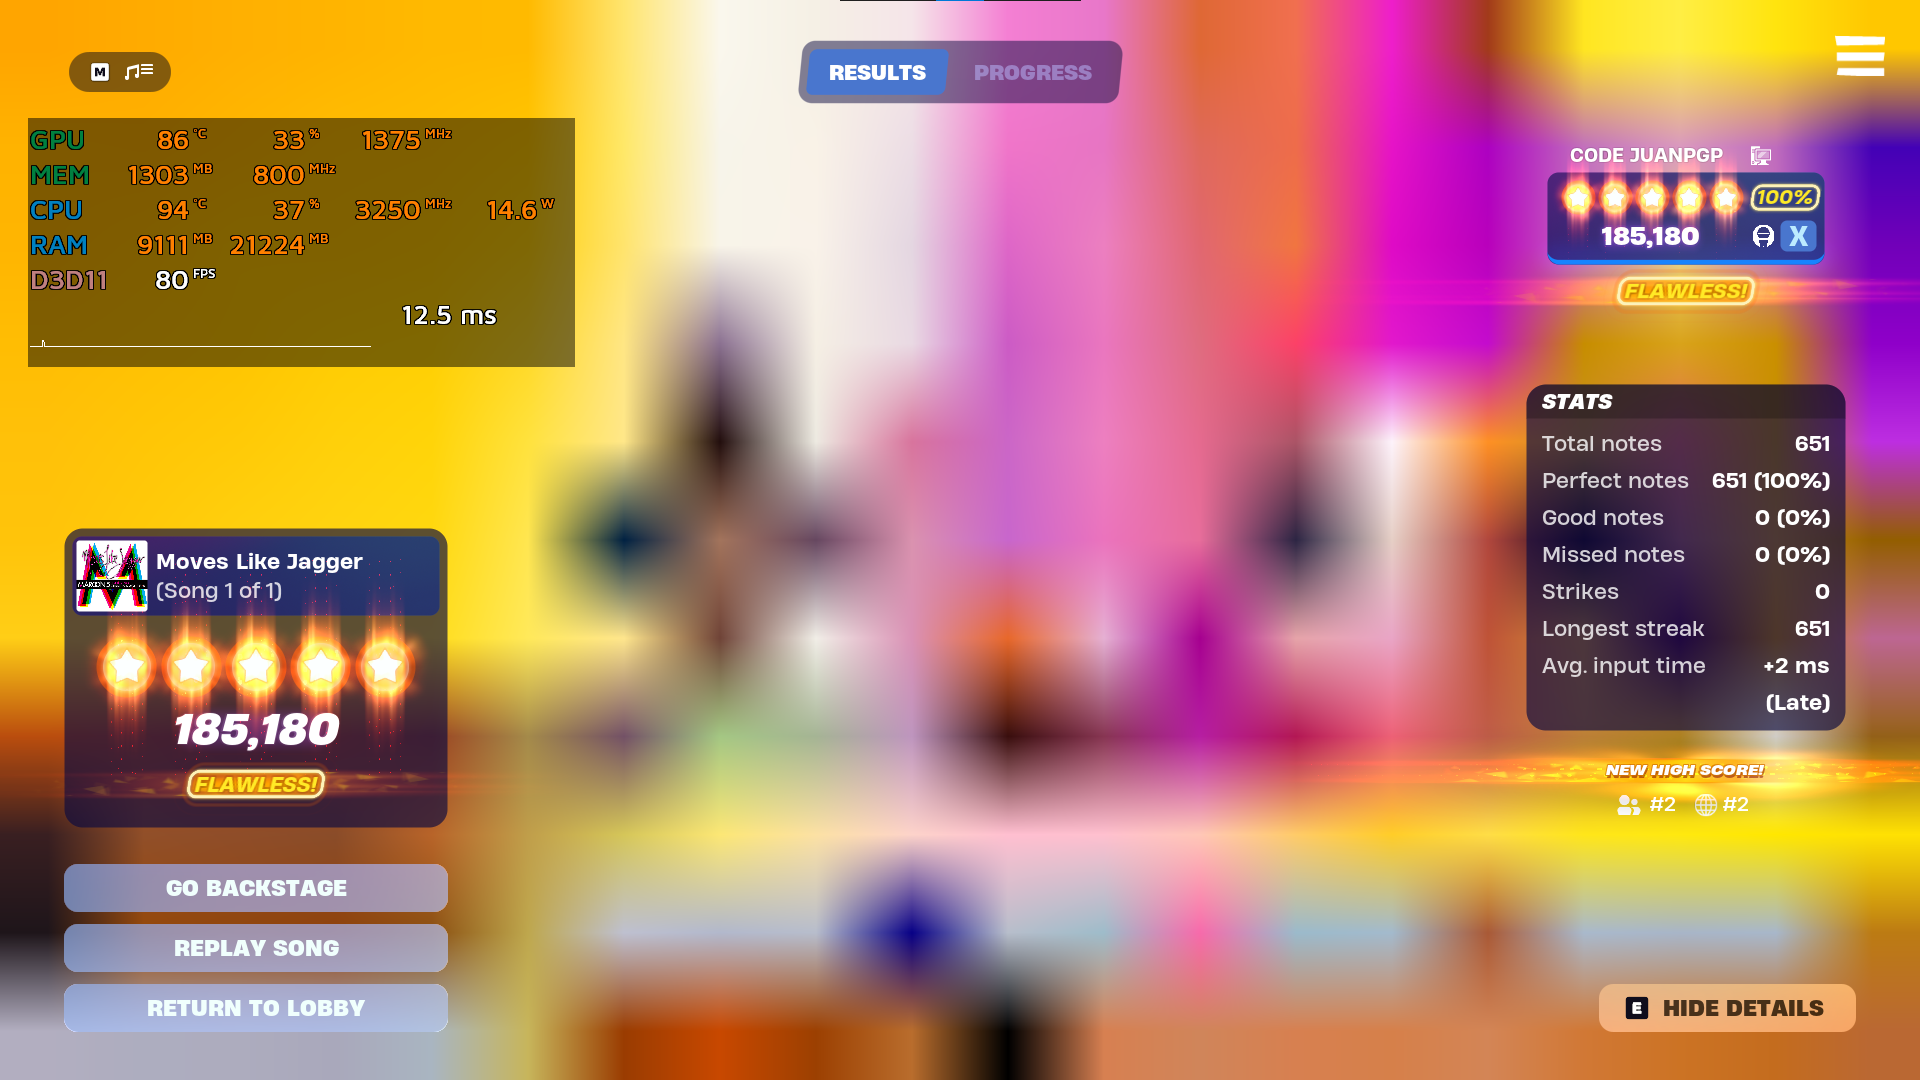 M
RESULTS PROGRESS
GPU 86 °C 33 % 1375 MHz
MEM 1303 MB 800 MHz
CPU 94 °C 37 % 3250 MHz 14.6 W
RAM 9111 MB 21224 MB
D3D11 80 FPS
12.5 ms
CODE JUANPGP
100%
185,180 X
FLAWLESS!
STATS
Total notes 651
Perfect notes 651 (100%)
Good notes 0 (0%)
Missed notes 0 (0%)
Strikes 0
Longest streak 651
Avg. input time +2 ms
(Late)
NEW HIGH SCORE!
#2 #2
Moves Like Jagger
(Song 1 of 1)
185,180
FLAWLESS!
GO BACKSTAGE
REPLAY SONG
RETURN TO LOBBY
E HIDE DETAILS